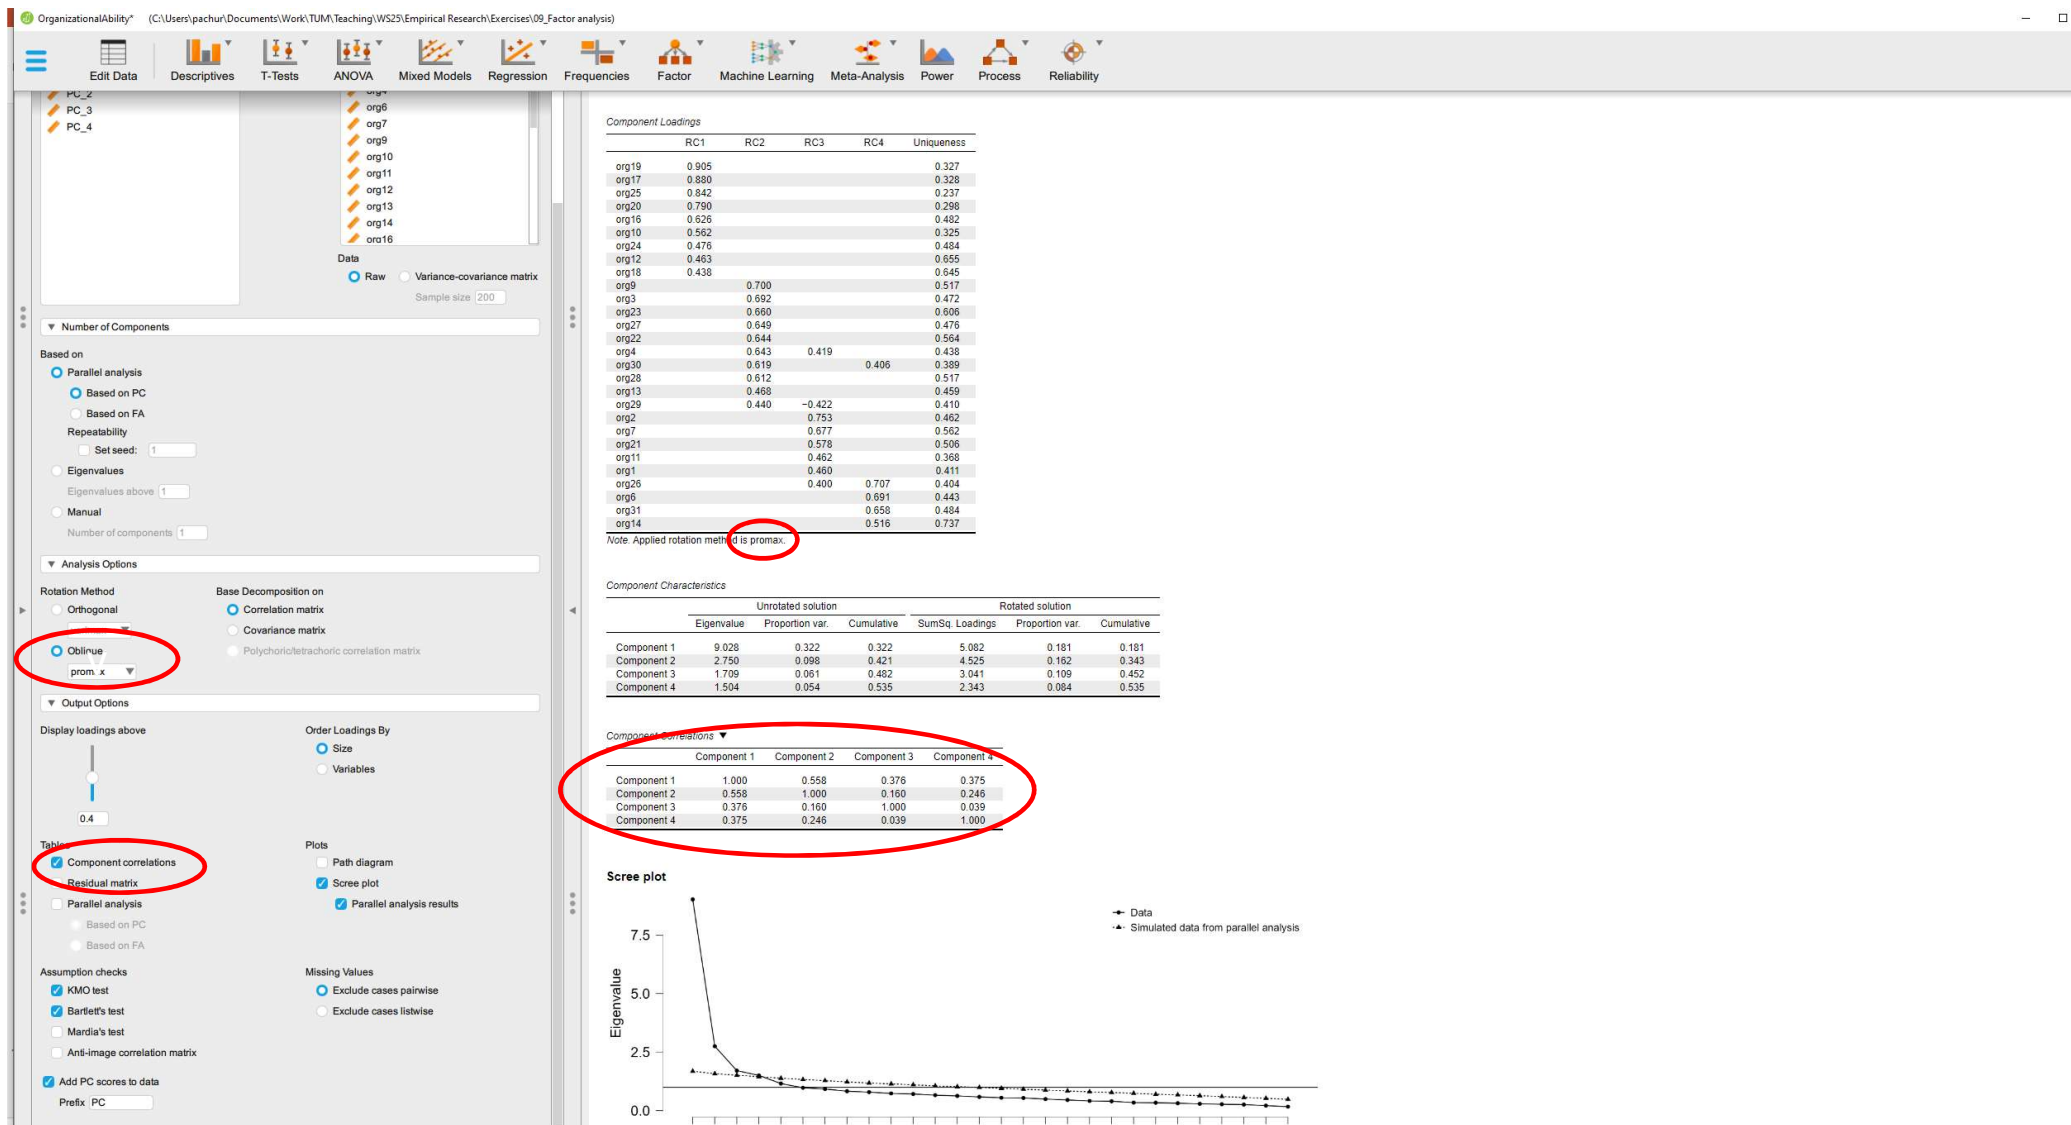 OrganizationalAbility* (C:\Users\pachur\Documents\Work\TUM\Teaching\WS25\Empirical Research\Exercises\09_Factor analysis)
Edit Data Descriptives T-Tests ANOVA Mixed Models Regression Frequencies Factor Machine Learning Meta-Analysis Power Process Reliability
PC_2
PC_3
PC_4
org4
org6
org7
org9
org10
org11
org12
org13
org14
org16
Data
Raw Variance-covariance matrix
Sample size 200
Number of Components
Based on
Parallel analysis
Based on PC
Based on FA
Repeatability
Set seed: 1
Eigenvalues
Eigenvalues above 1
Manual
Number of components 1
Analysis Options
Rotation Method Base Decomposition on
Orthogonal Correlation matrix
Covariance matrix
Oblique Polychoric/tetrachoric correlation matrix
Output Options
Display loadings above Order Loadings By
Size
Variables
0.4
Tables Plots
Component correlations Path diagram
Residual matrix Scree plot
Parallel analysis Parallel analysis results
Based on PC
Based on FA
Assumption checks Missing Values
KMO test Exclude cases pairwise
Bartlett's test Exclude cases listwise
Mardia's test
Anti-image correlation matrix
Add PC scores to data
Prefix PC
Component Loadings
RC1 RC2 RC3 RC4 Uniqueness
org19 0.905 0.327
org17 0.880 0.328
org25 0.842 0.237
org20 0.790 0.298
org16 0.626 0.482
org10 0.562 0.325
org24 0.476 0.484
org12 0.463 0.655
org18 0.438 0.645
org9 0.700 0.517
org3 0.692 0.472
org23 0.660 0.606
org27 0.649 0.476
org22 0.644 0.564
org4 0.643 0.419 0.438
org30 0.619 0.406 0.389
org28 0.612 0.517
org13 0.468 0.459
org29 0.440 −0.422 0.410
org2 0.753 0.462
org7 0.677 0.562
org21 0.578 0.506
org11 0.462 0.368
org1 0.460 0.411
org26 0.400 0.707 0.404
org6 0.691 0.443
org31 0.658 0.484
org14 0.516 0.737
Note. Applied rotation method is promax.
Component Characteristics
Unrotated solution Rotated solution
Eigenvalue Proportion var. Cumulative SumSq. Loadings Proportion var. Cumulative
Component 1 9.028 0.322 0.322 5.082 0.181 0.181
Component 2 2.750 0.098 0.421 4.525 0.162 0.343
Component 3 1.709 0.061 0.482 3.041 0.109 0.452
Component 4 1.504 0.054 0.535 2.343 0.084 0.535
Component Correlations
Component 1 Component 2 Component 3 Component 4
Component 1 1.000 0.558 0.376 0.375
Component 2 0.558 1.000 0.160 0.246
Component 3 0.376 0.160 1.000 0.039
Component 4 0.375 0.246 0.039 1.000
Scree plot
Data
Simulated data from parallel analysis
Eigenvalue
7.5
5.0
2.5
0.0